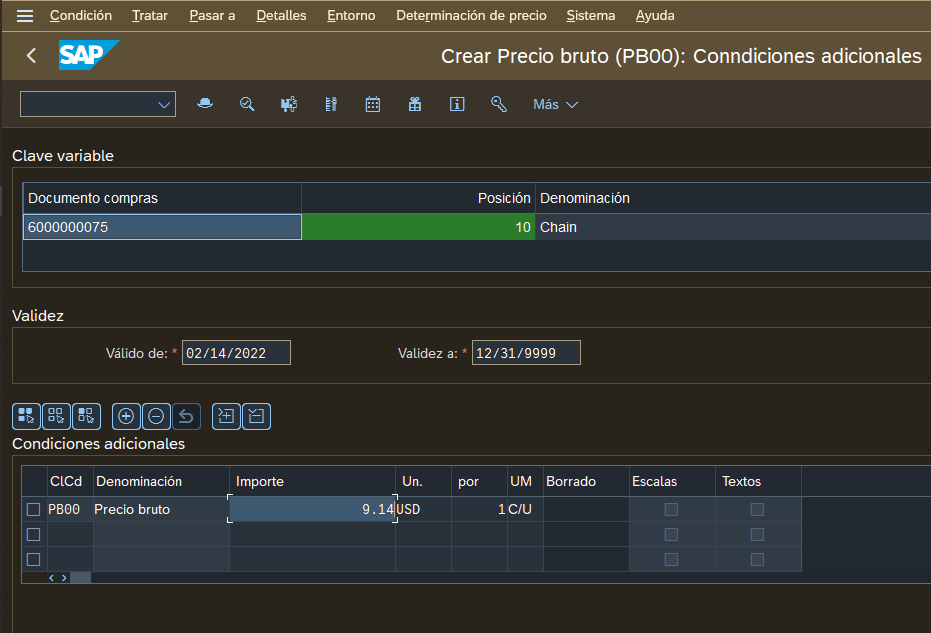 Condición Tratar Pasar a Detalles Entorno Determinación de precio Sistema Ayuda
SAP Crear Precio bruto (PB00): Conndiciones adicionales
Más
Clave variable
Documento compras Posición Denominación
6000000075 10 Chain
Validez
Válido de: * 02/14/2022 Validez a: * 12/31/9999
Condiciones adicionales
ClCd Denominación Importe Un. por UM Borrado Escalas Textos
PB00 Precio bruto 9.14 USD 1 C/U